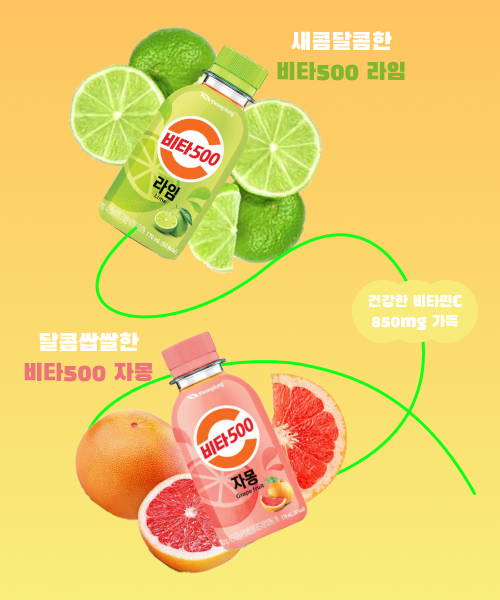 새콤달콤한
비타500 라임
Kwangdong
비타500
라임
Lime
건강한 비타민C
850mg 가득
달콤쌉쌀한
비타500 자몽
Kwangdong
비타500
자몽
Grape fruit